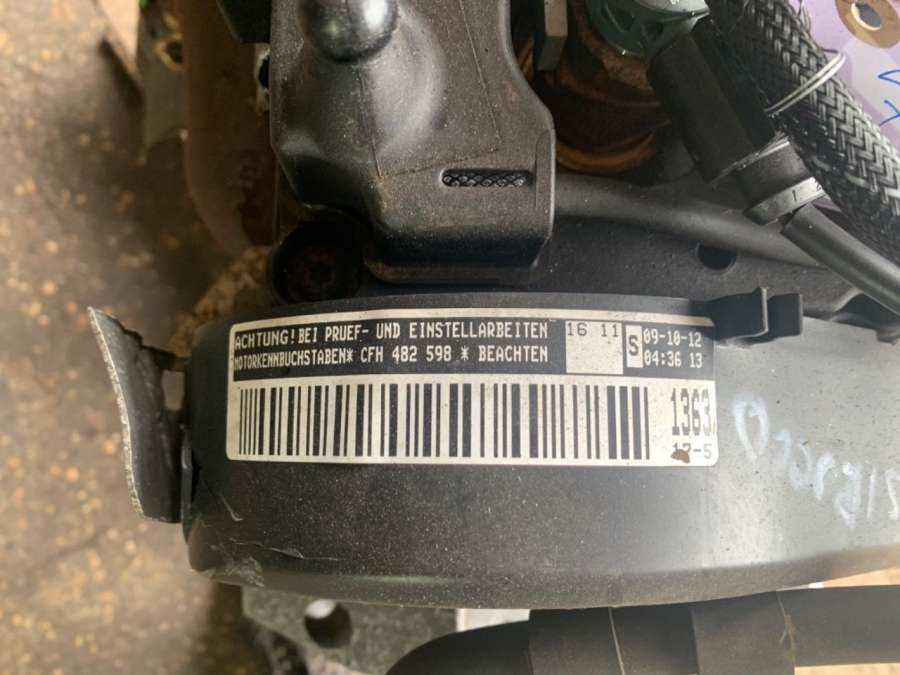 ACHTUNG! BEI PRUEF- UND EINSTELLARBEITEN
MOTORKENNBUCHSTABEN* CFH 482 598 * BEACHTEN
16 11
S
09-10-12
04:36 13
1363
-5